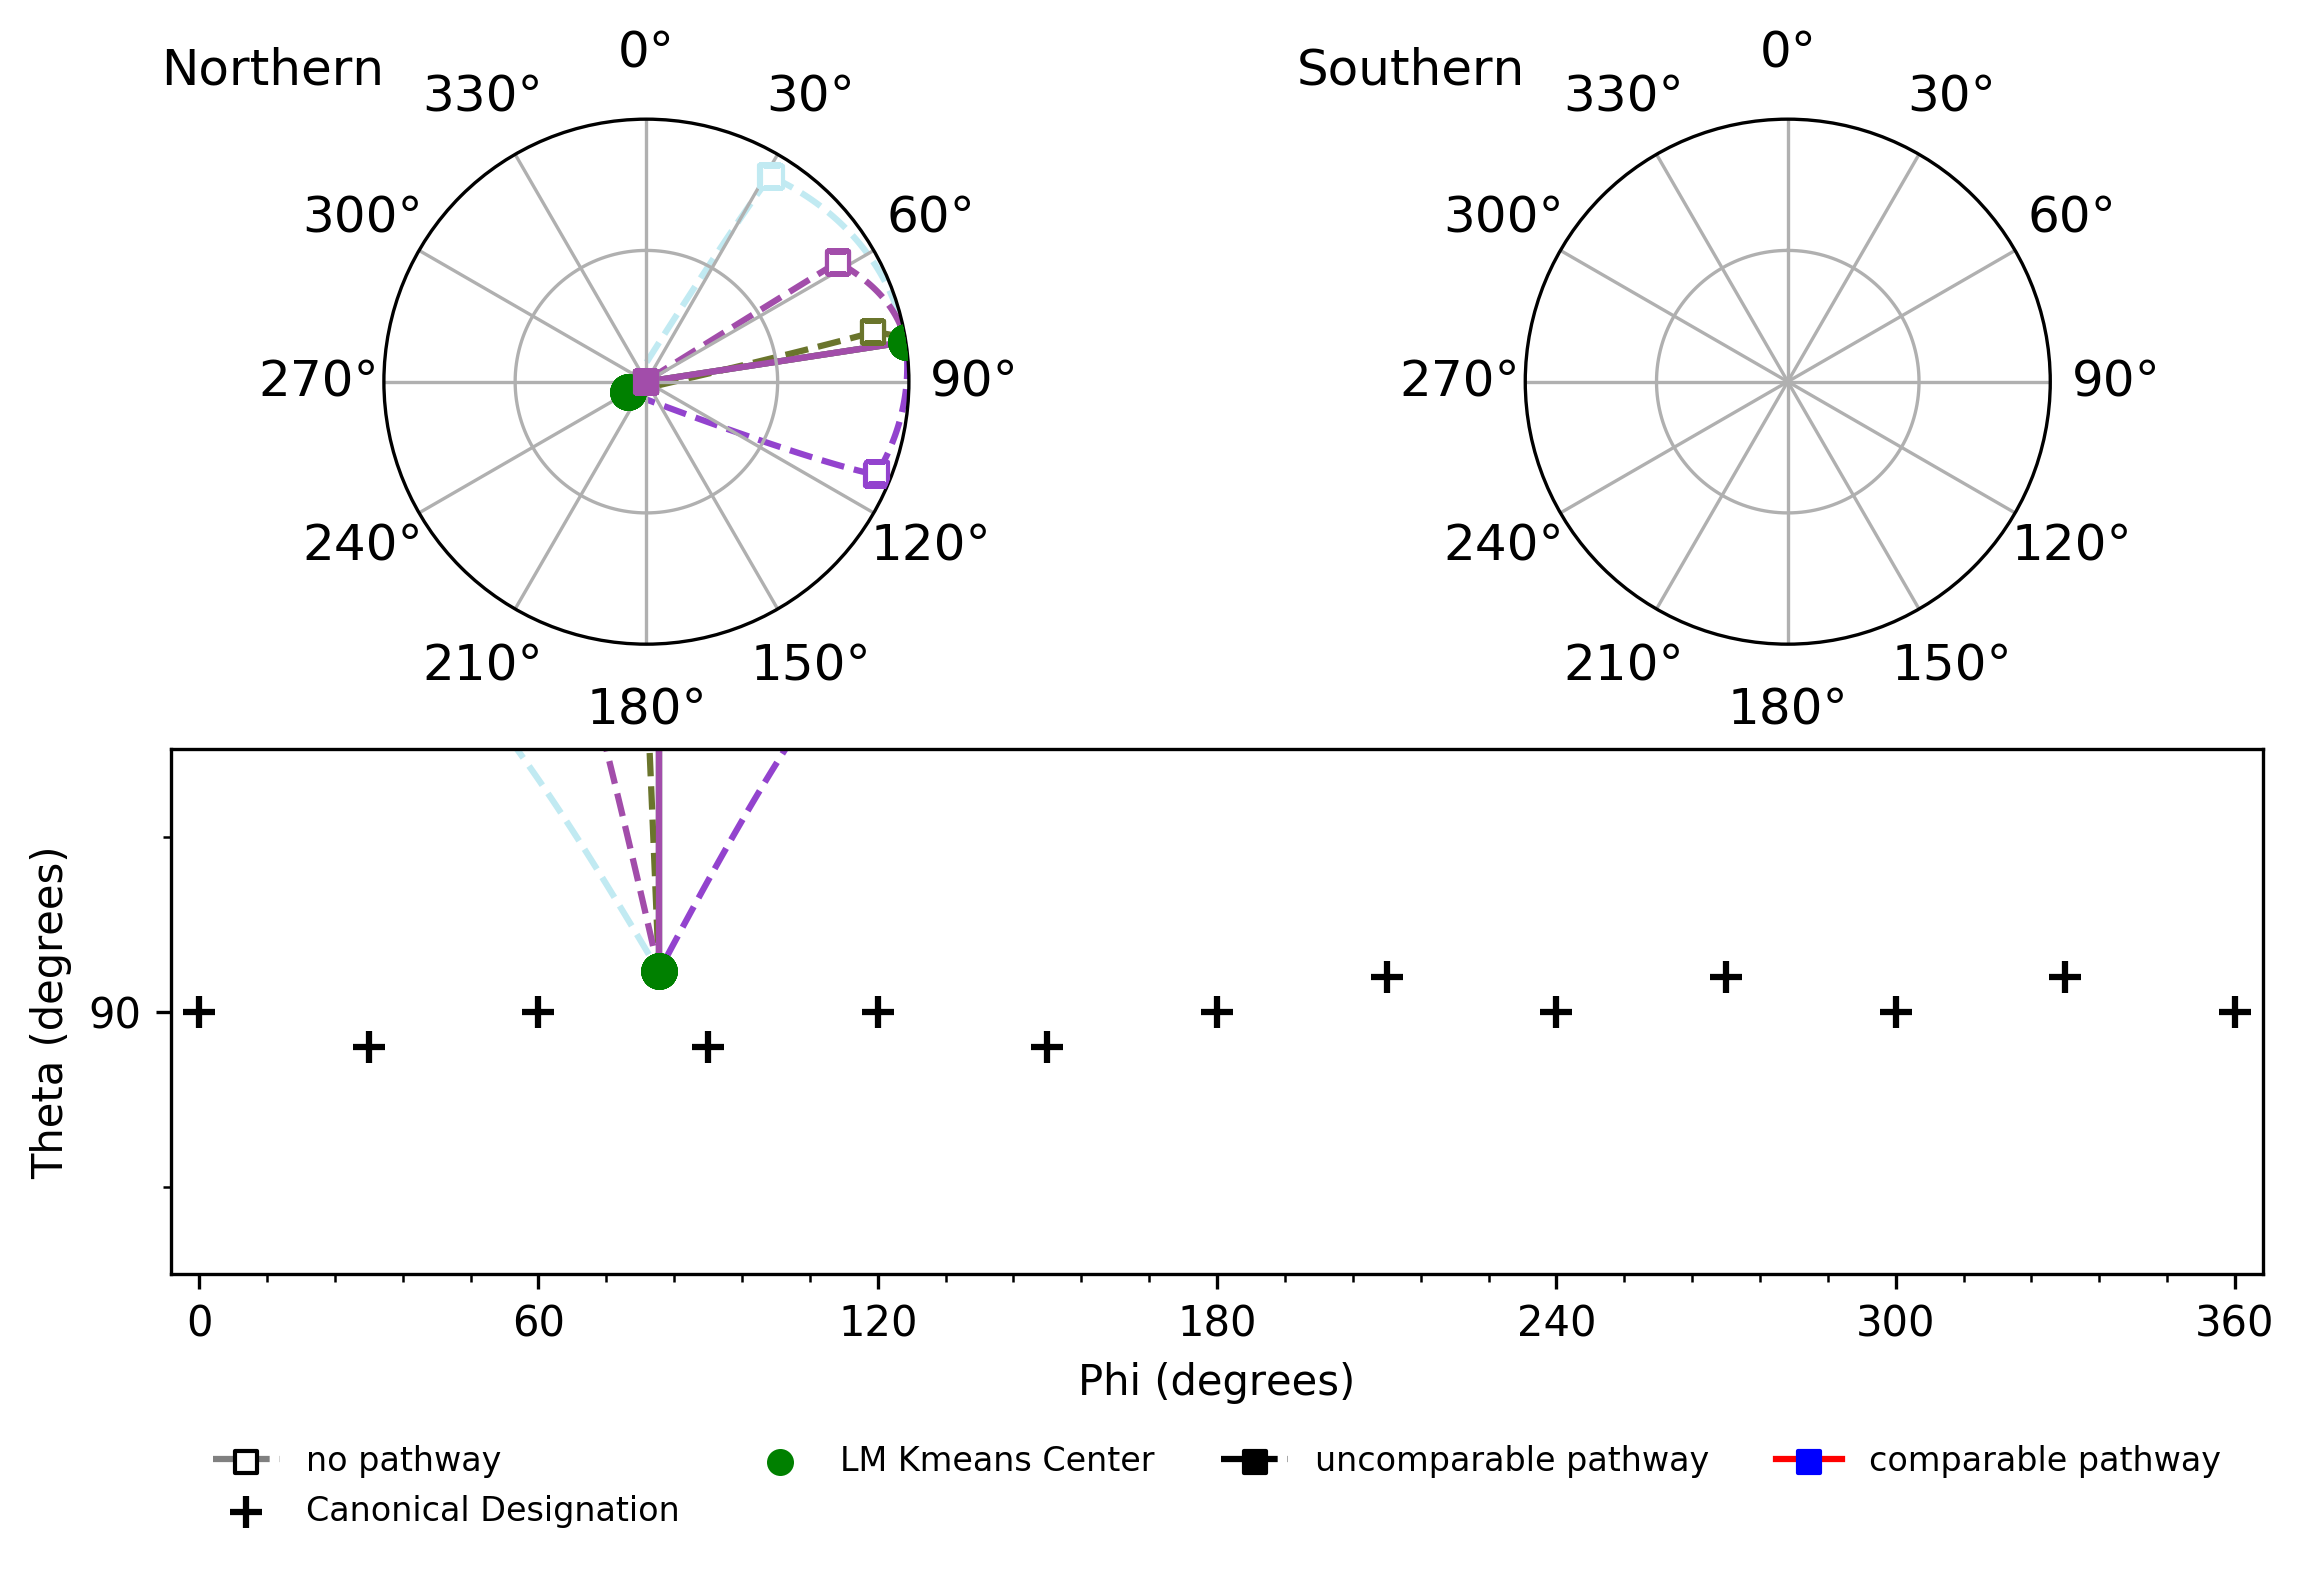 Northern
0°
330°
30°
300°
60°
270°
90°
240°
120°
210°
150°
180°
Southern
0°
330°
30°
300°
60°
270°
90°
240°
120°
210°
150°
180°
Theta (degrees)
90
0 60 120 180 240 300 360
Phi (degrees)
no pathway
Canonical Designation
LM Kmeans Center
uncomparable pathway
comparable pathway